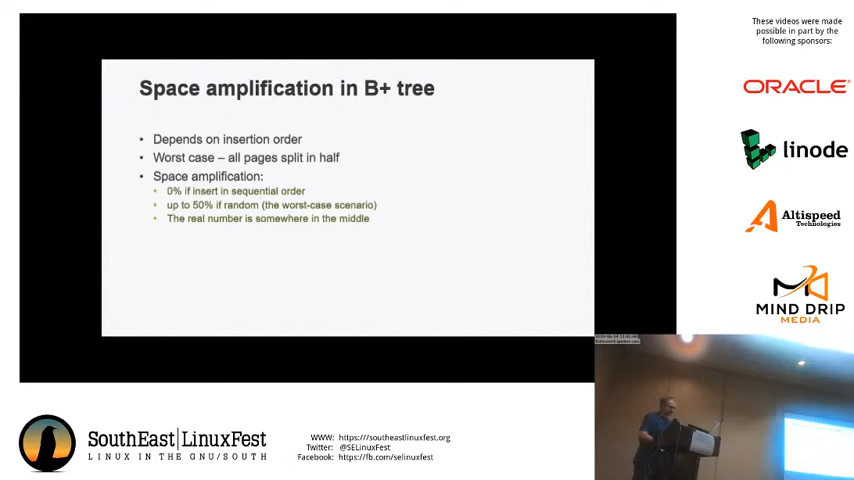 These videos were made
possible in part by the
following sponsors:
Space amplification in B+ tree
• Depends on insertion order
• Worst case – all pages split in half
• Space amplification:
• 0% if insert in sequential order
• up to 50% if random (the worst-case scenario)
• The real number is somewhere in the middle
ORACLE
linode
Altispeed
Technologies
MIND DRIP
MEDIA
SouthEast|LinuxFest
LINUX IN THE GNU/SOUTH
WWW: https:///southeastlinuxfest.org
Twitter: @SELinuxFest
Facebook: https://fb.com/selinuxfest